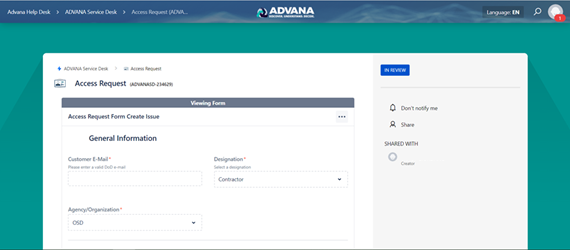 Advana Help Desk > ADVANA Service Desk > Access Request (ADVA...
ADVANA
Language: EN
1
ADVANA Service Desk / Access Request
Access Request (ADVANASD-234629)
Viewing Form
Access Request Form Create Issue
General Information
Customer E-Mail* Designation*
Please enter a valid DoD e-mail Select a designation
Contractor
Agency/Organization*
OSD
IN REVIEW
Don't notify me
Share
SHARED WITH
Creator